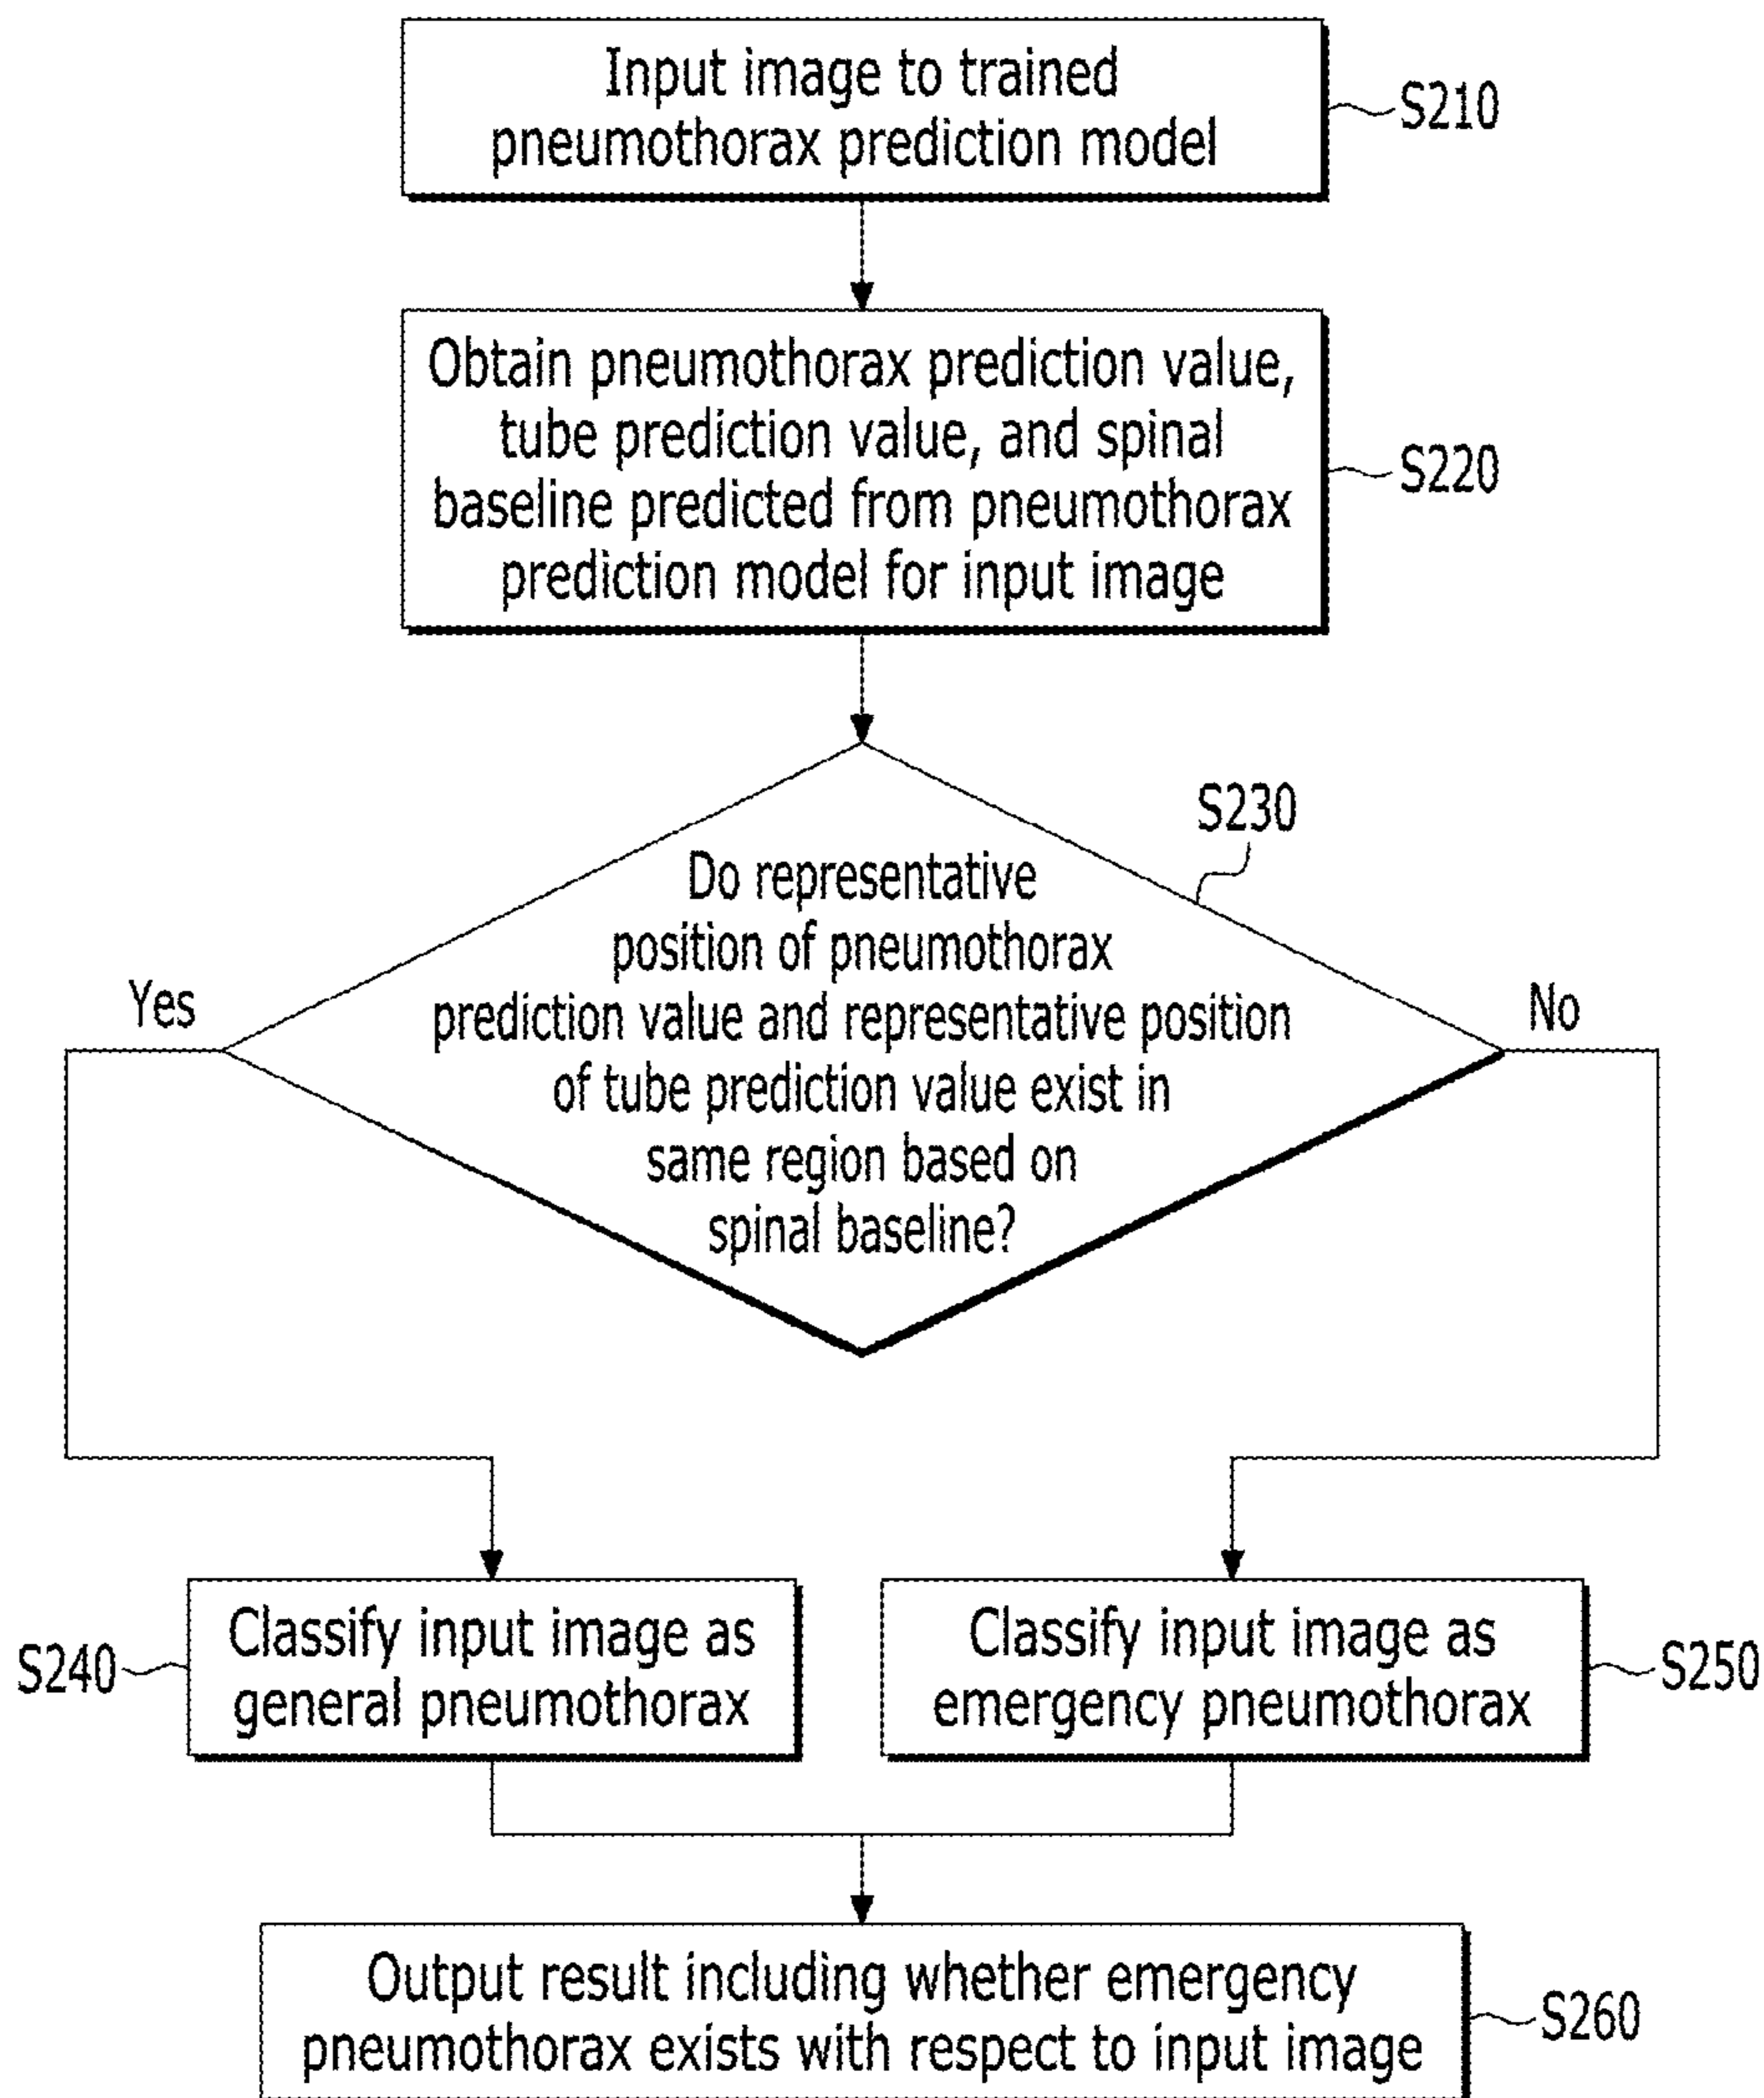 Input image to trained
pneumothorax prediction model
S210
Obtain pneumothorax prediction value,
tube prediction value, and spinal
baseline predicted from pneumothorax
prediction model for input image
S220
S230
Do representative
position of pneumothorax
prediction value and representative position
of tube prediction value exist in
same region based on
spinal baseline?
Yes
No
S240
Classify input image as
general pneumothorax
Classify input image as
emergency pneumothorax
S250
Output result including whether emergency
pneumothorax exists with respect to input image
S260